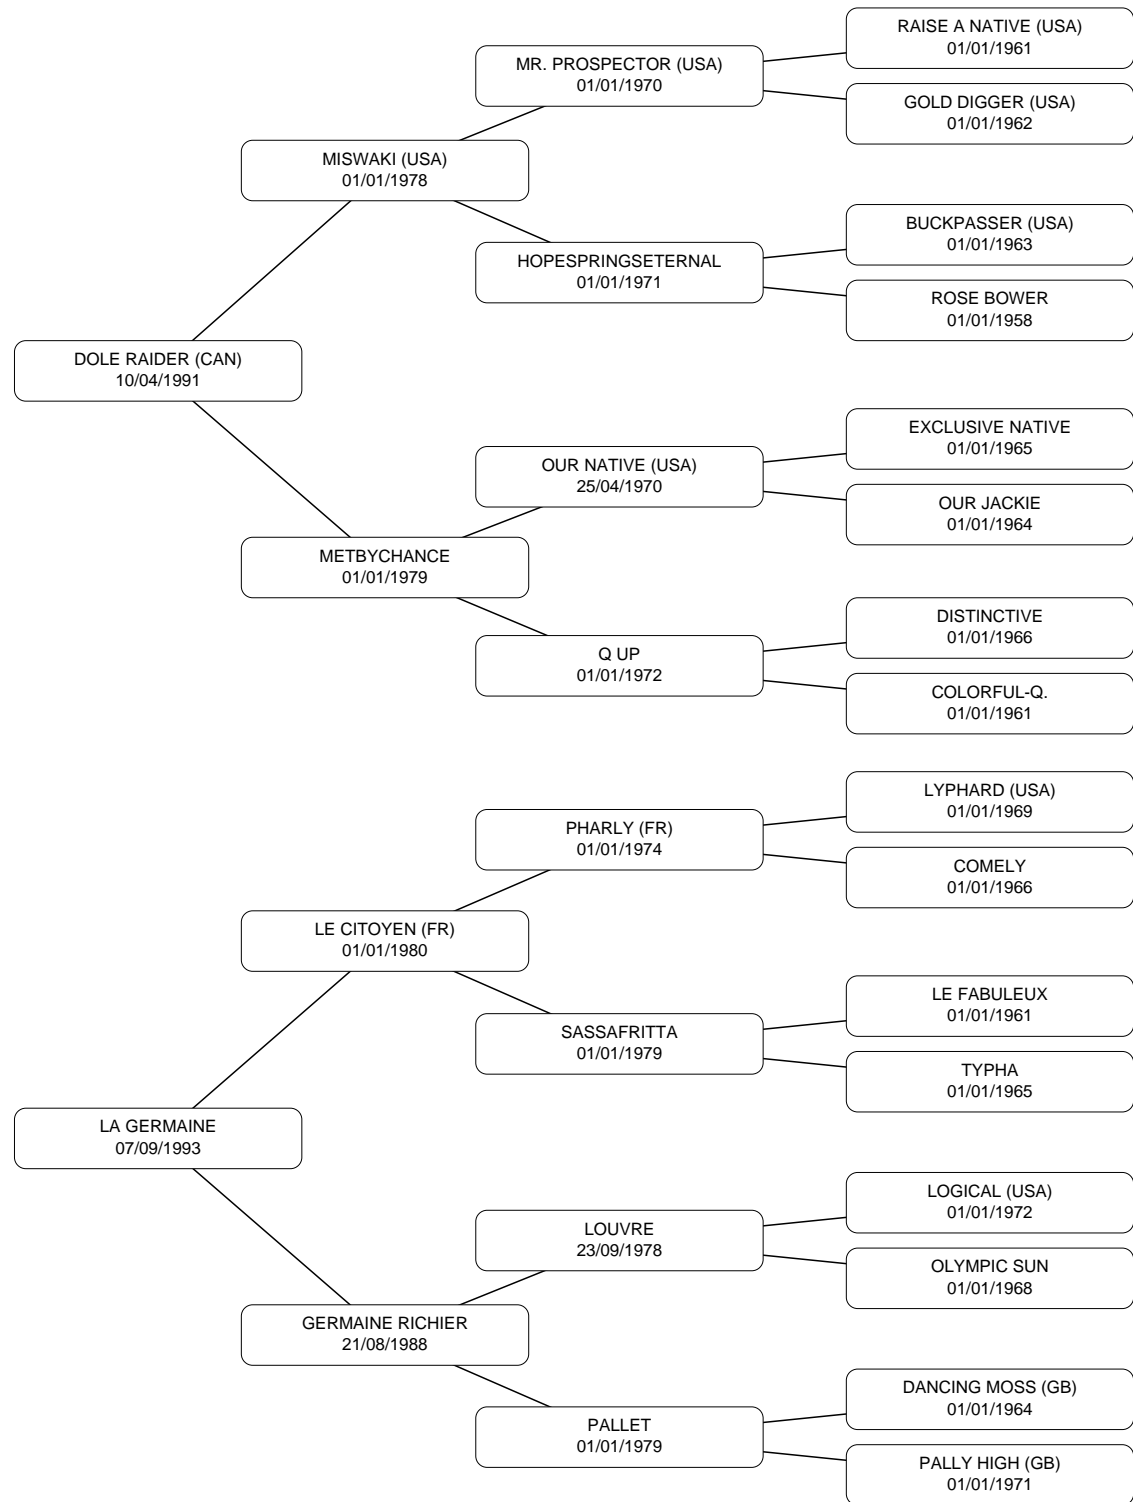 RAISE A NATIVE (USA)
01/01/1961
MR. PROSPECTOR (USA)
01/01/1970
GOLD DIGGER (USA)
01/01/1962
MISWAKI (USA)
01/01/1978
BUCKPASSER (USA)
01/01/1963
HOPESPRINGSETERNAL
01/01/1971
ROSE BOWER
01/01/1958
DOLE RAIDER (CAN)
10/04/1991
EXCLUSIVE NATIVE
01/01/1965
OUR NATIVE (USA)
25/04/1970
OUR JACKIE
01/01/1964
METBYCHANCE
01/01/1979
DISTINCTIVE
01/01/1966
Q UP
01/01/1972
COLORFUL-Q.
01/01/1961
LYPHARD (USA)
01/01/1969
PHARLY (FR)
01/01/1974
COMELY
01/01/1966
LE CITOYEN (FR)
01/01/1980
LE FABULEUX
01/01/1961
SASSAFRITTA
01/01/1979
TYPHA
01/01/1965
LA GERMAINE
07/09/1993
LOGICAL (USA)
01/01/1972
LOUVRE
23/09/1978
OLYMPIC SUN
01/01/1968
GERMAINE RICHIER
21/08/1988
DANCING MOSS (GB)
01/01/1964
PALLET
01/01/1979
PALLY HIGH (GB)
01/01/1971